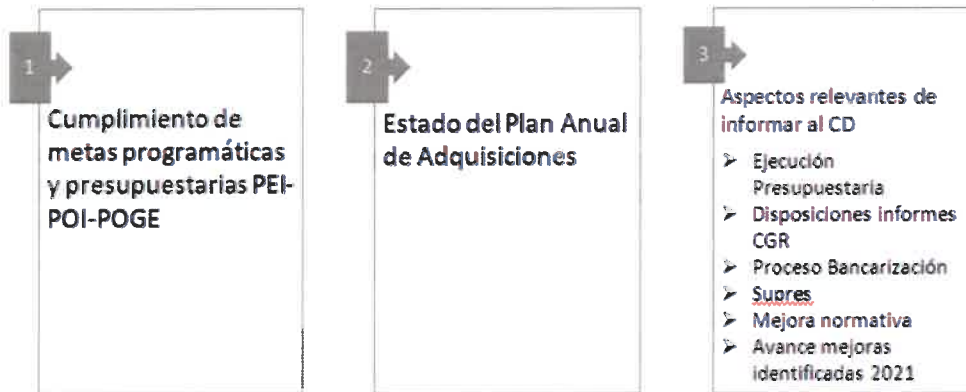 1
Cumplimiento de
metas programáticas
y presupuestarias PEI-
POI-POGE
2
Estado del Plan Anual
de Adquisiciones
3
Aspectos relevantes de
informar al CD
➢ Ejecución
Presupuestaria
➢ Disposiciones informes
CGR
➢ Proceso Bancarización
➢ Supres
➢ Mejora normativa
➢ Avance mejoras
identificadas 2021